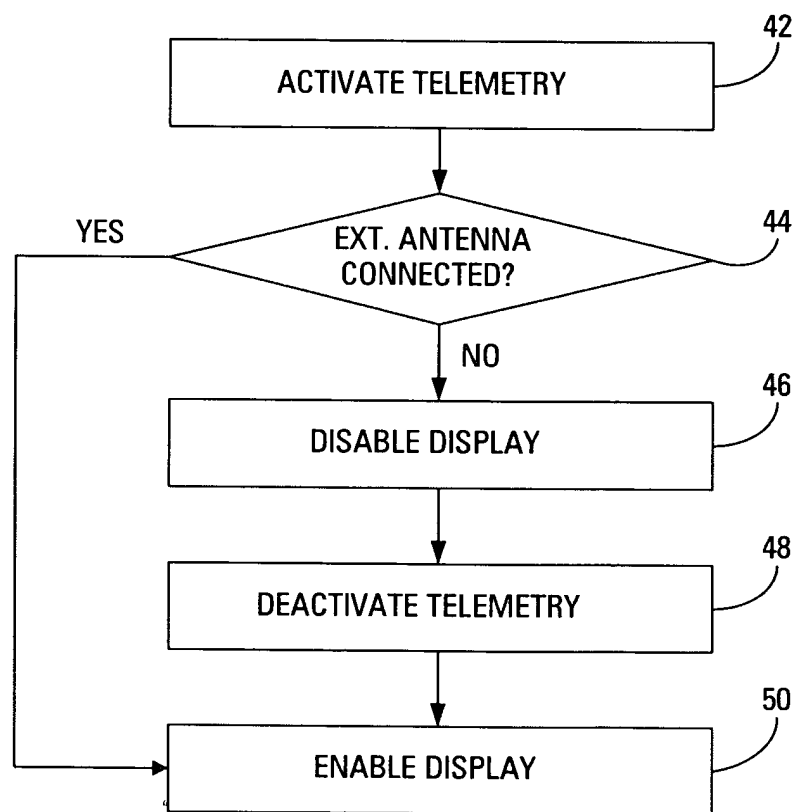 42
ACTIVATE TELEMETRY
44
YES
EXT. ANTENNA
CONNECTED?
NO
46
DISABLE DISPLAY
48
DEACTIVATE TELEMETRY
50
ENABLE DISPLAY